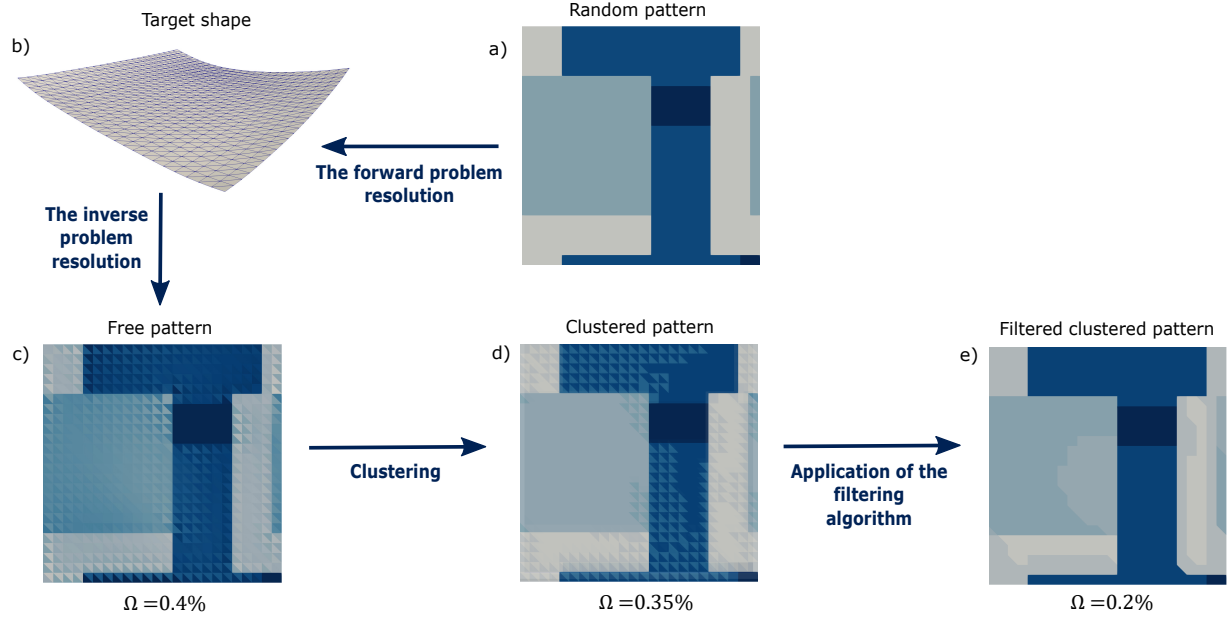 Random pattern
a)
Target shape
b)
The forward problem
resolution
The inverse
problem
resolution
Free pattern
c)
Ω =0.4%
Clustering
Clustered pattern
d)
Ω =0.35%
Application of the
filtering
algorithm
Filtered clustered pattern
e)
Ω =0.2%